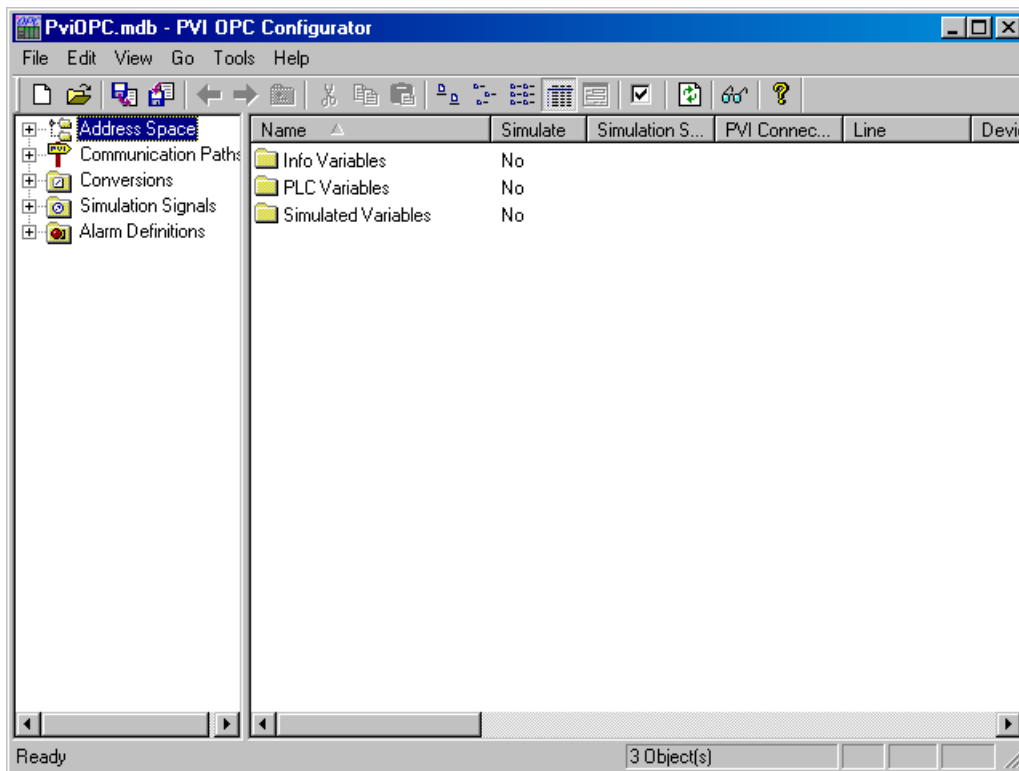 PviOPC.mdb - PVI OPC Configurator
File Edit View Go Tools Help
Address Space
Communication Paths
Conversions
Simulation Signals
Alarm Definitions
Name Simulate Simulation S... PVI Connec... Line Devi
Info Variables No
PLC Variables No
Simulated Variables No
Ready 3 Object(s)